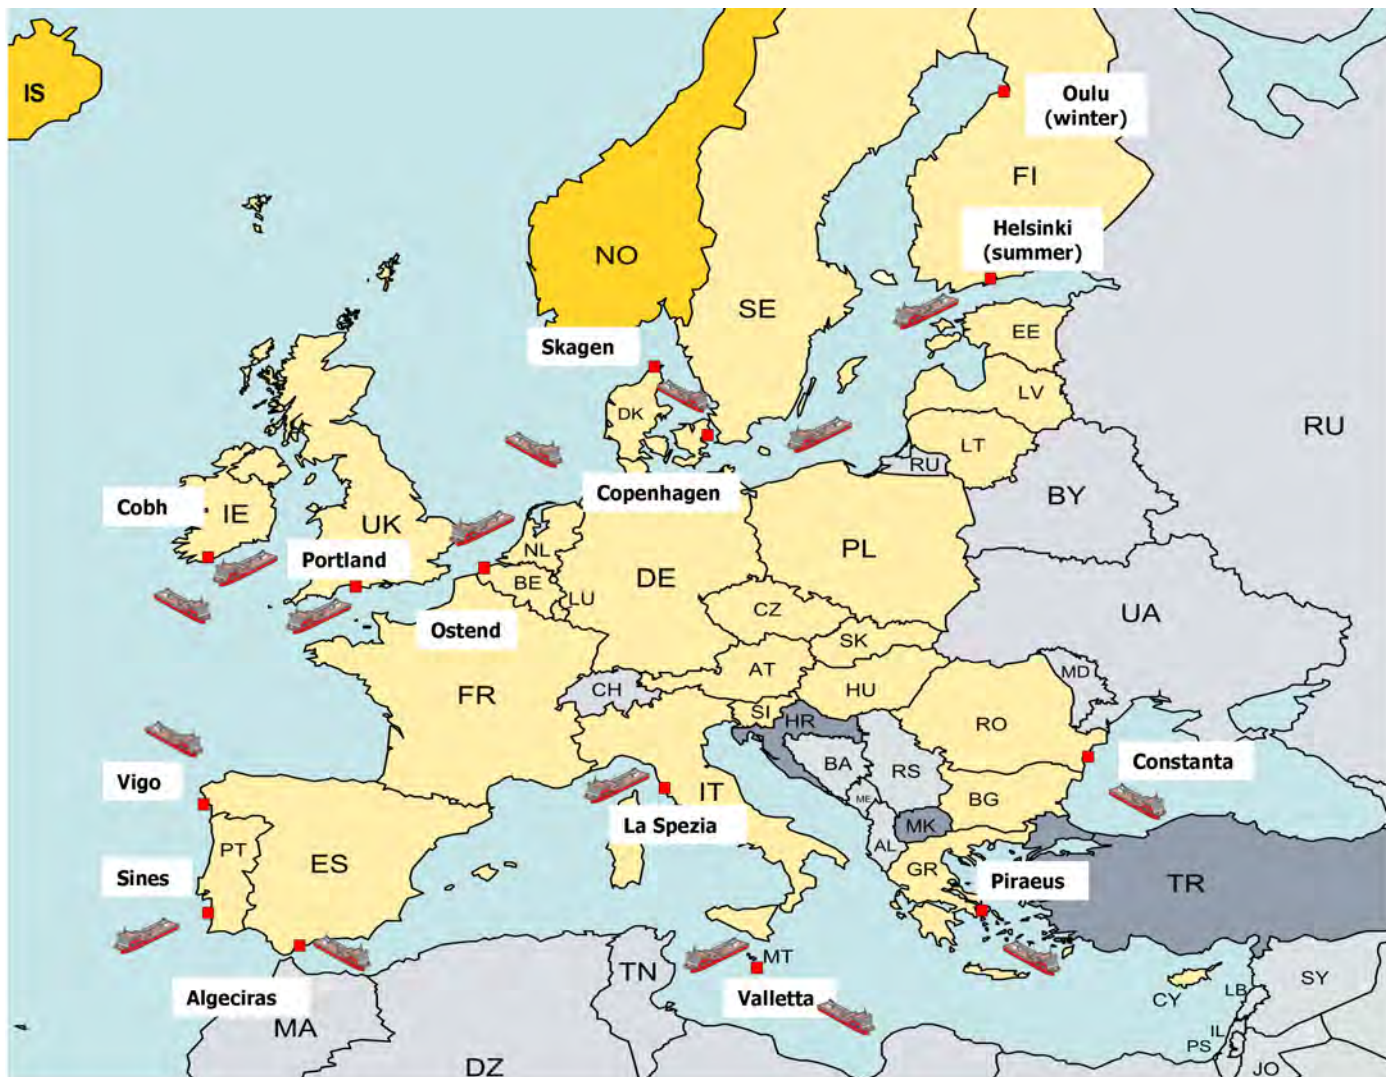 IS
Oulu
(winter)
FI
NO
Helsinki
(summer)
SE
EE
Skagen
LV
DK
RU
LT
RU
BY
Copenhagen
Cobh
IE
UK
NL
PL
Portland
DE
BE
LU
CZ
UA
Ostend
SK
AT
MD
FR
CH
HU
SI
HR
RO
BA
RS
Constanta
Vigo
IT
BG
ME
La Spezia
MK
AL
PT
ES
GR
Sines
Piraeus
TR
MT
TN
SY
LB
CY
Algeciras
Valletta
MA
IL
PS
DZ
JO